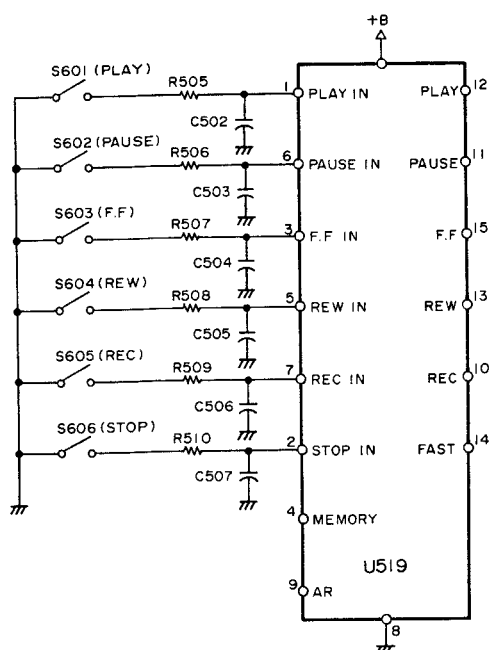 +B
S601 (PLAY)
R505
1
PLAY IN
PLAY
12
C502
S602 (PAUSE)
R506
6
PAUSE IN
PAUSE
11
C503
S603 (F.F)
R507
3
F.F IN
F.F
15
C504
S604 (REW)
R508
5
REW IN
REW
13
C505
S605 (REC)
R509
7
REC IN
REC
10
C506
S606 (STOP)
R510
2
STOP IN
FAST
14
C507
4
MEMORY
U519
9
AR
8